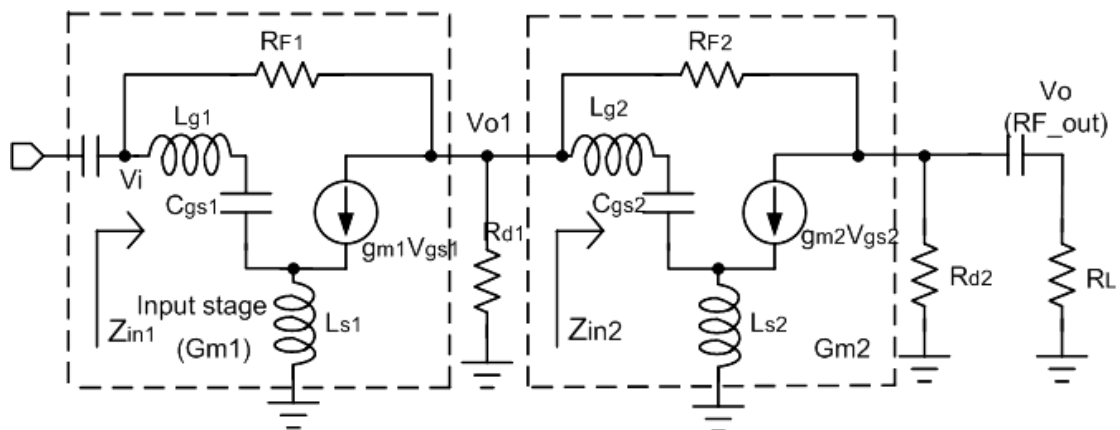 RF1
RF2
Lg1
Vo1
Lg2
Vo
(RF_out)
Vi
Cgs1
gm1Vgs1
Rd1
Cgs2
gm2Vgs2
Rd2
RL
Zin1
Input stage
(Gm1)
Ls1
Zin2
Ls2
Gm2